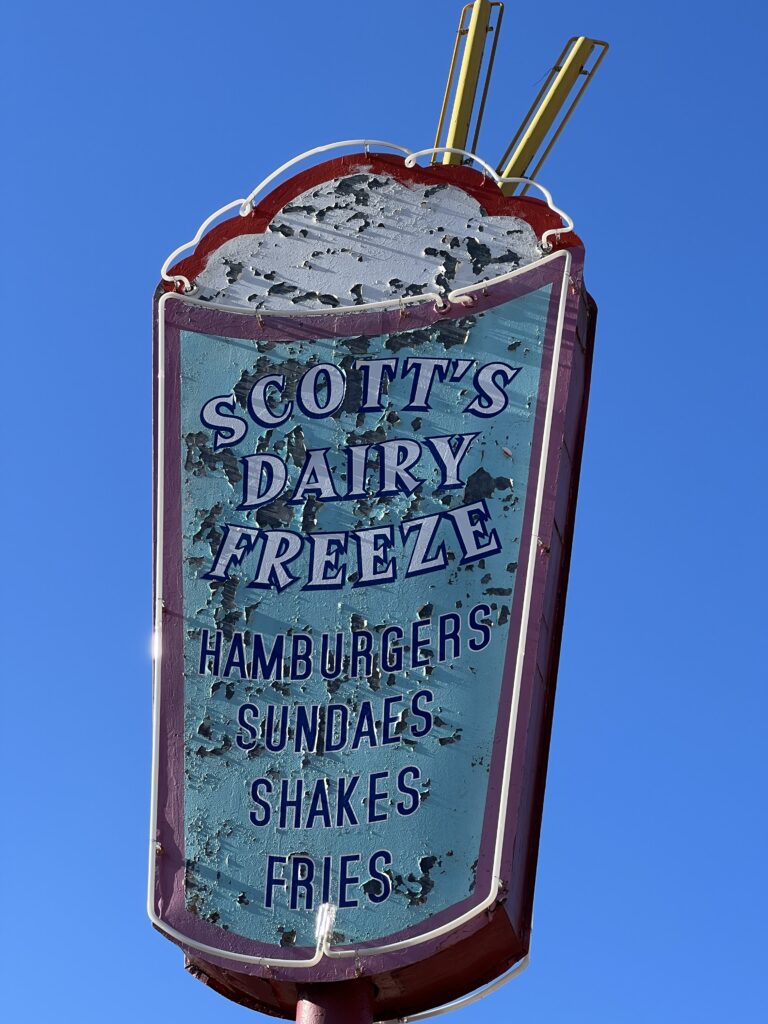 SCOTT'S
DAIRY
FREEZE
HAMBURGERS
SUNDAES
SHAKES
FRIES